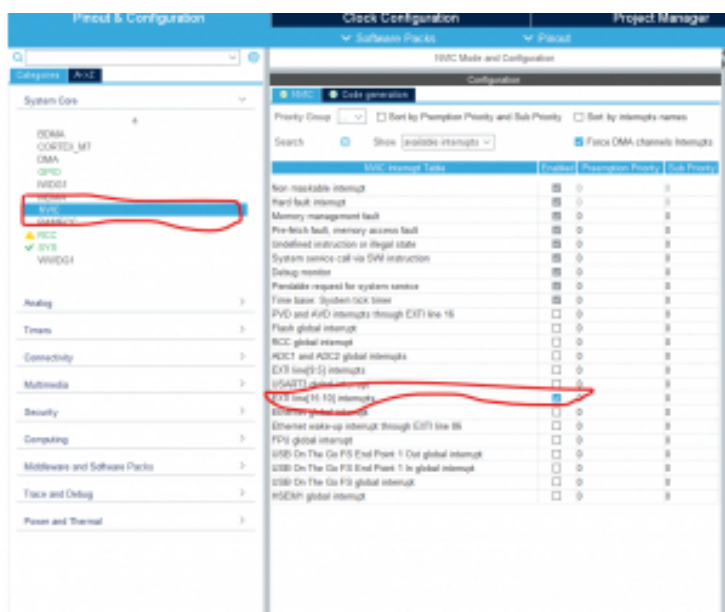 Pinout & Configuration
Clock Configuration
Project Manager
Software Packs
Pinout
NVIC Mode and Configuration
Configuration
Categories A->Z
NVIC
Code generation
System Core
Priority Group
Sort by Premption Priority and Sub Priority
Sort by interrupts names
Search
Show available interrupts
Force DMA channels Interrupts
BDMA
CORTEX_M7
DMA
GPIO
IWDG1
NVIC
RCC
SYS
WWDG1
NVIC Interrupt Table Enabled Preemption Priority Sub Priority
Non maskable interrupt 0 0
Hard fault interrupt 0 0
Memory management fault 0 0
Pre-fetch fault, memory access fault 0 0
Undefined instruction or illegal state 0 0
System service call via SWI instruction 0 0
Debug monitor 0 0
Pendable request for system service 0 0
Time base: System tick timer 0 0
PVD and AVD interrupts through EXTI line 16 0 0
Flash global interrupt 0 0
RCC global interrupt 0 0
ADC1 and ADC2 global interrupts 0 0
EXTI line[9:5] interrupts 0 0
USART3 global interrupt 0 0
EXTI line[15:10] interrupts 0
Ethernet global interrupt 0 0
Ethernet wake-up interrupt through EXTI line 86 0 0
FPU global interrupt 0 0
USB On The Go FS End Point 1 Out global interrupt 0 0
USB On The Go FS End Point 1 In global interrupt 0 0
USB On The Go FS global interrupt 0 0
HSEM1 global interrupt 0 0
Analog
Timers
Connectivity
Multimedia
Security
Computing
Middleware and Software Packs
Trace and Debug
Power and Thermal